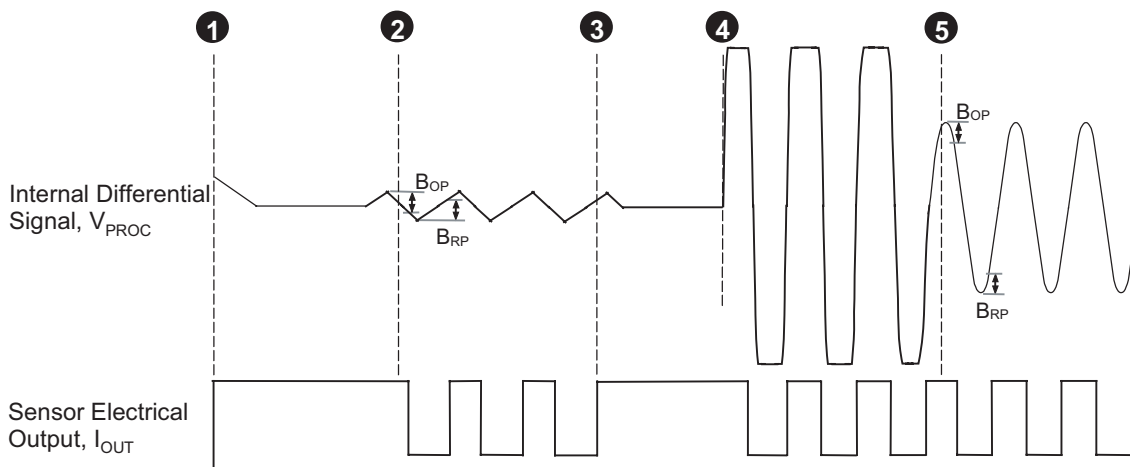 1 2 3 4 5
B_OP
B_OP
Internal Differential
Signal, V_PROC
B_RP
B_RP
Sensor Electrical
Output, I_OUT